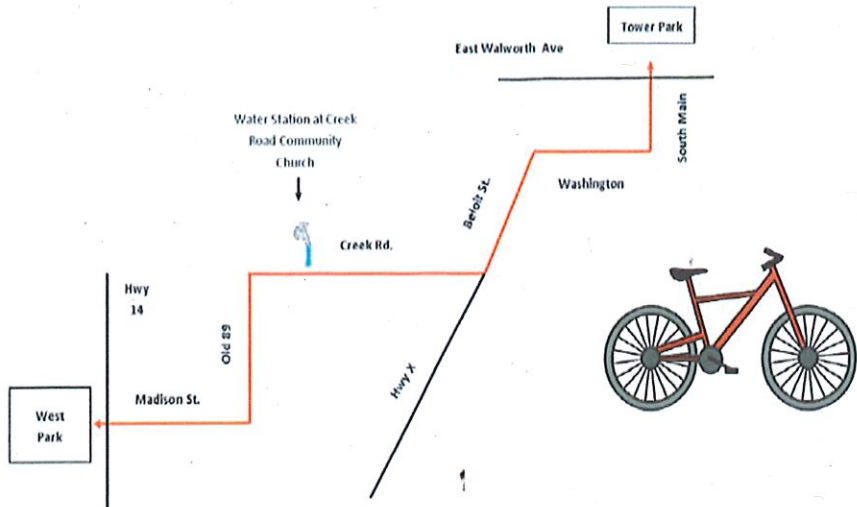 Tower Park
East Walworth Ave
South Main
Water Station at Creek
Road Community
Church
Washington
Beloit St.
Creek Rd.
Hwy
14
Old 89
Hwy X
Madison St.
West
Park